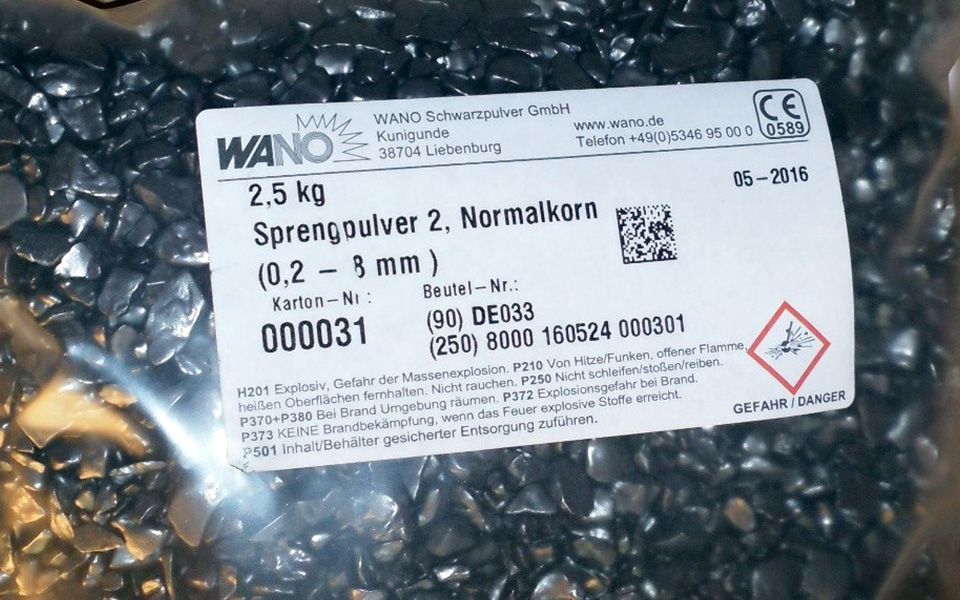 WANO
WANO Schwarzpulver GmbH
Kunigunde
38704 Liebenburg
www.wano.de
Telefon +49(0)5346 95 00 0
CE
0589
2,5 kg
05-2016
Sprengpulver 2, Normalkorn
(0,2 - 8 mm )
Karton-Nr:
000031
Beutel-Nr.:
(90) DE033
(250) 8000 160524 000301
H201 Explosiv, Gefahr der Massenexplosion. P210 Von Hitze/Funken, offener Flamme,
heißen Oberflächen fernhalten. Nicht rauchen. P250 Nicht schleifen/stoßen/reiben.
P370+P380 Bei Brand Umgebung räumen. P372 Explosionsgefahr bei Brand.
P373 KEINE Brandbekämpfung, wenn das Feuer explosive Stoffe erreicht.
P501 Inhalt/Behälter gesicherter Entsorgung zuführen.
GEFAHR / DANGER